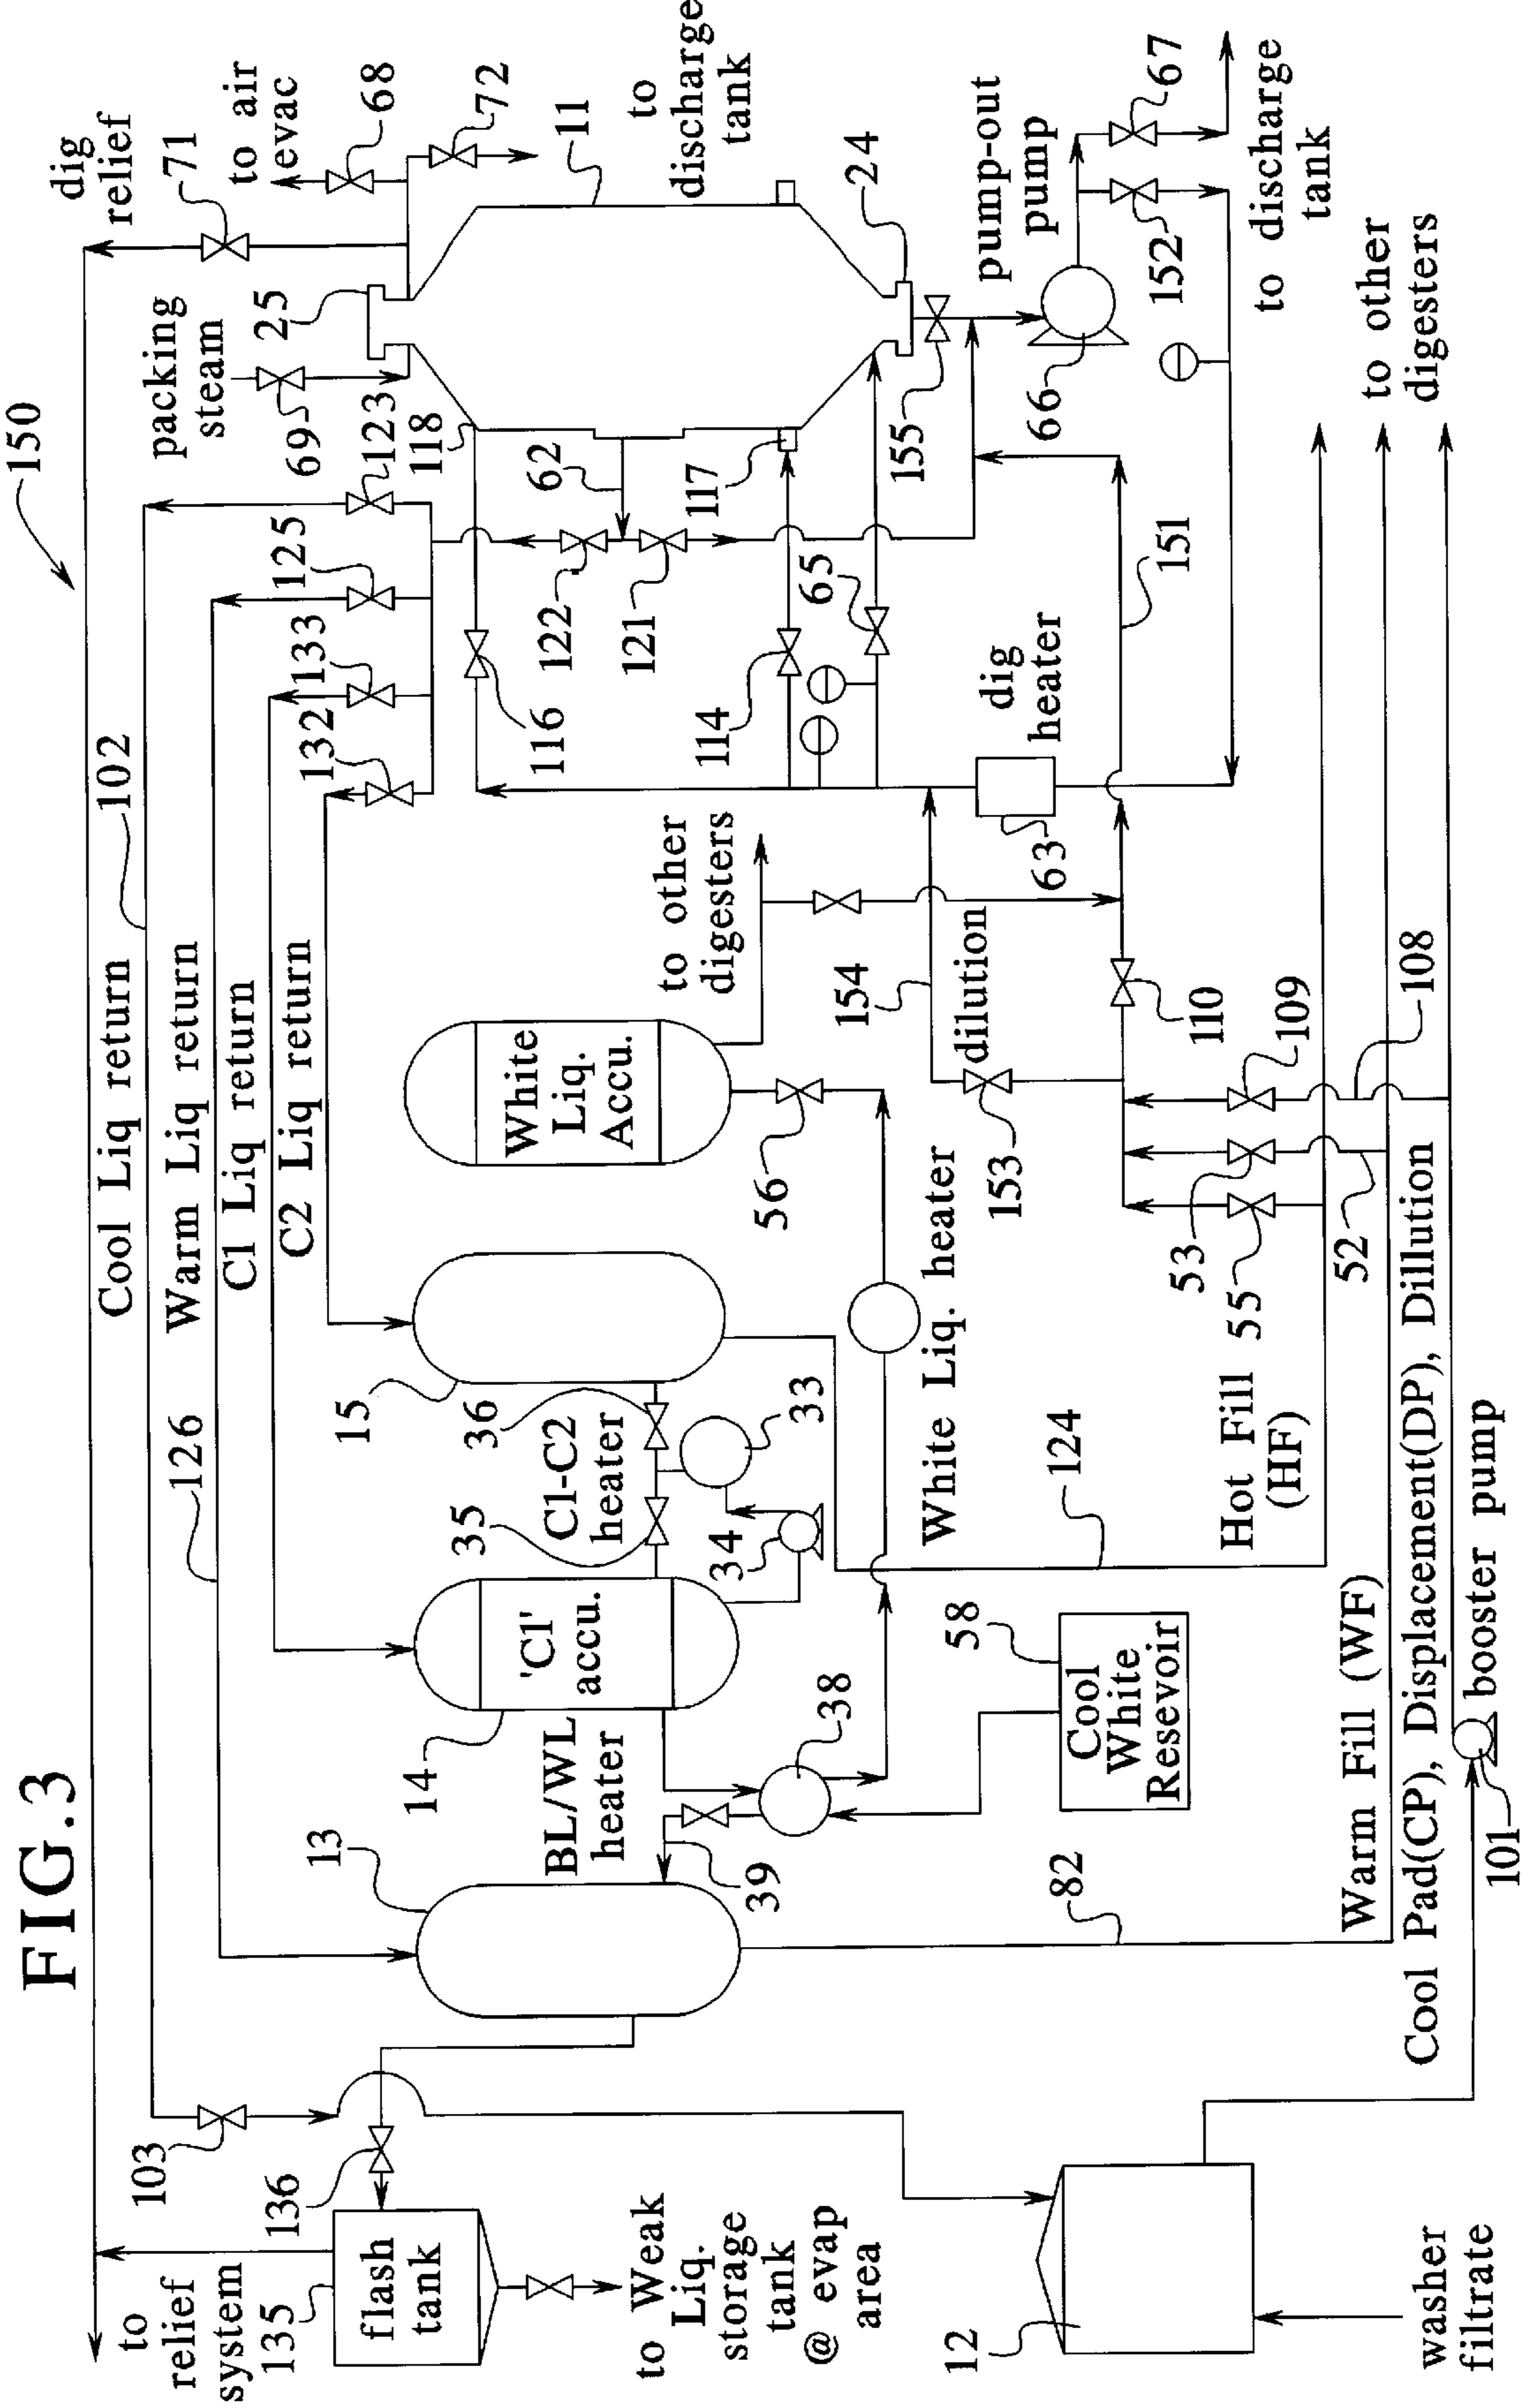 FIG.3
150
to
relief
system
dig
relief
71
packing
steam
69
25
to air
evac
68
72
11
to
discharge
tank
Cool Liq return
102
Warm Liq return
126
C1 Liq return
C2 Liq return
103
123
125
133
132
118
62
122
121
117
116
114
65
24
155
pump-out
pump
66
67
152
to discharge
tank
dig
heater
63
151
135
flash
tank
136
to Weak
Liq.
storage
tank
@ evap
area
13
14
'C1'
accu.
15
BL/WL
heater
39
38
35
36
C1-C2
heater
34
33
White
Liq.
Accu.
56
to other
digesters
154
dilution
153
White Liq. heater
58
Cool
White
Resevoir
82
124
Hot Fill
(HF)
55
53
52
109
108
110
Warm Fill (WF)
Cool Pad(CP), Displacement(DP), Dillution
to other
digesters
101
booster pump
12
washer
filtrate